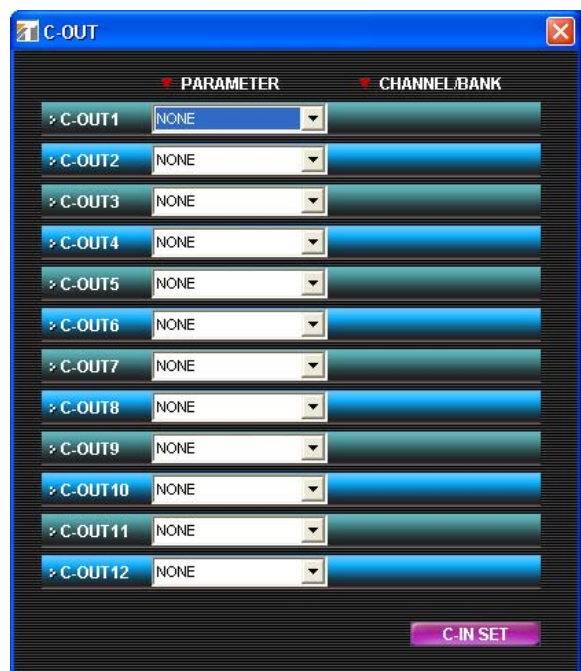 C-OUT
PARAMETER CHANNEL/BANK
C-OUT1 NONE
C-OUT2 NONE
C-OUT3 NONE
C-OUT4 NONE
C-OUT5 NONE
C-OUT6 NONE
C-OUT7 NONE
C-OUT8 NONE
C-OUT9 NONE
C-OUT10 NONE
C-OUT11 NONE
C-OUT12 NONE
C-IN SET